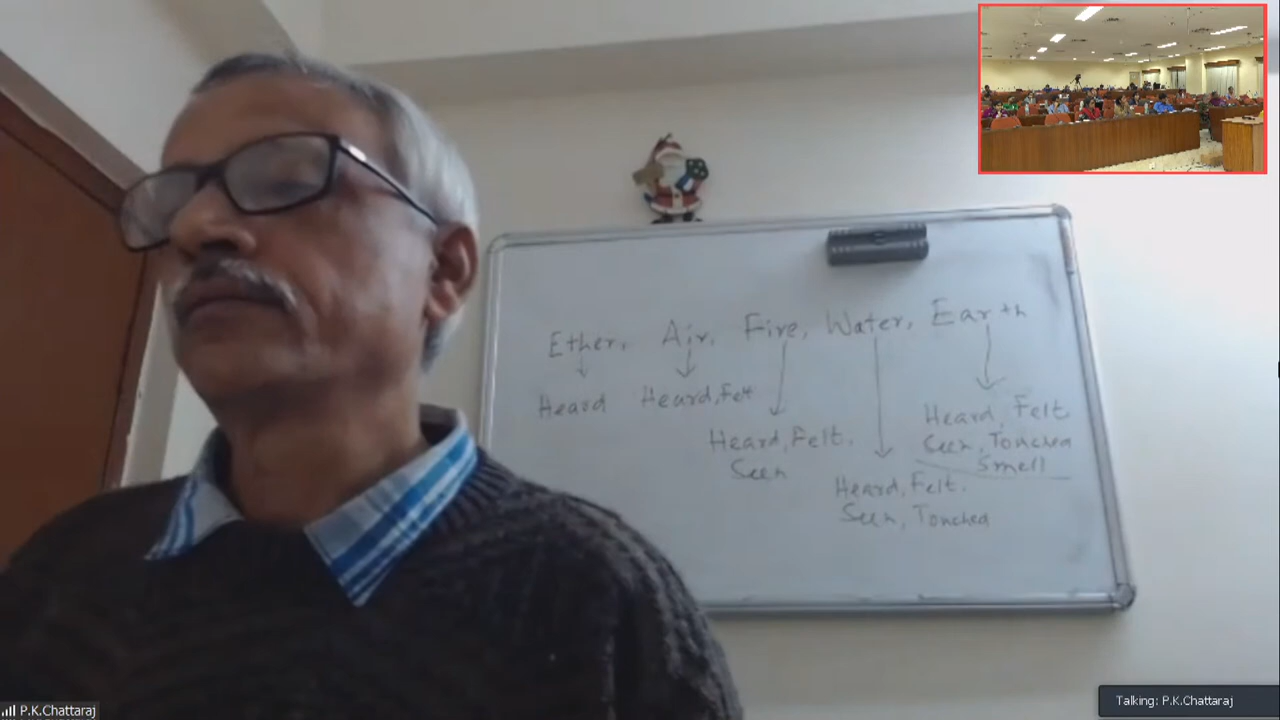 Ether, Air, Fire, Water, Earth
Heard
Heard, Felt
Heard, Felt.
Seen
Heard, Felt.
Seen, Touched
Heard, Felt
Seen, Touched
Smell
P.K.Chattaraj
Talking: P.K.Chattaraj